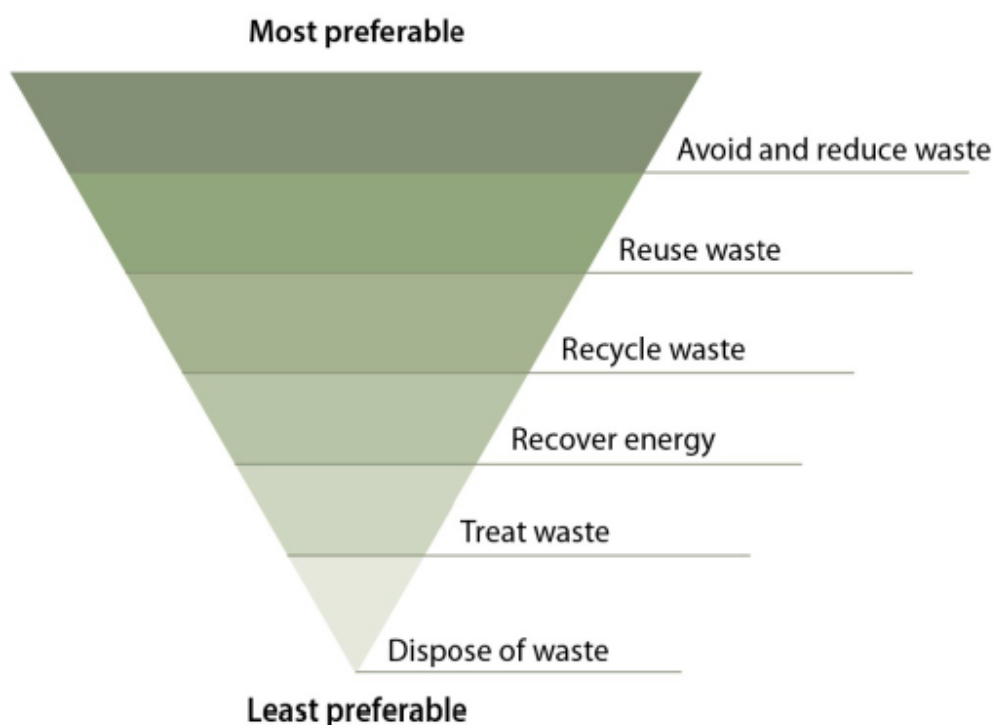 Most preferable
Avoid and reduce waste
Reuse waste
Recycle waste
Recover energy
Treat waste
Dispose of waste
Least preferable